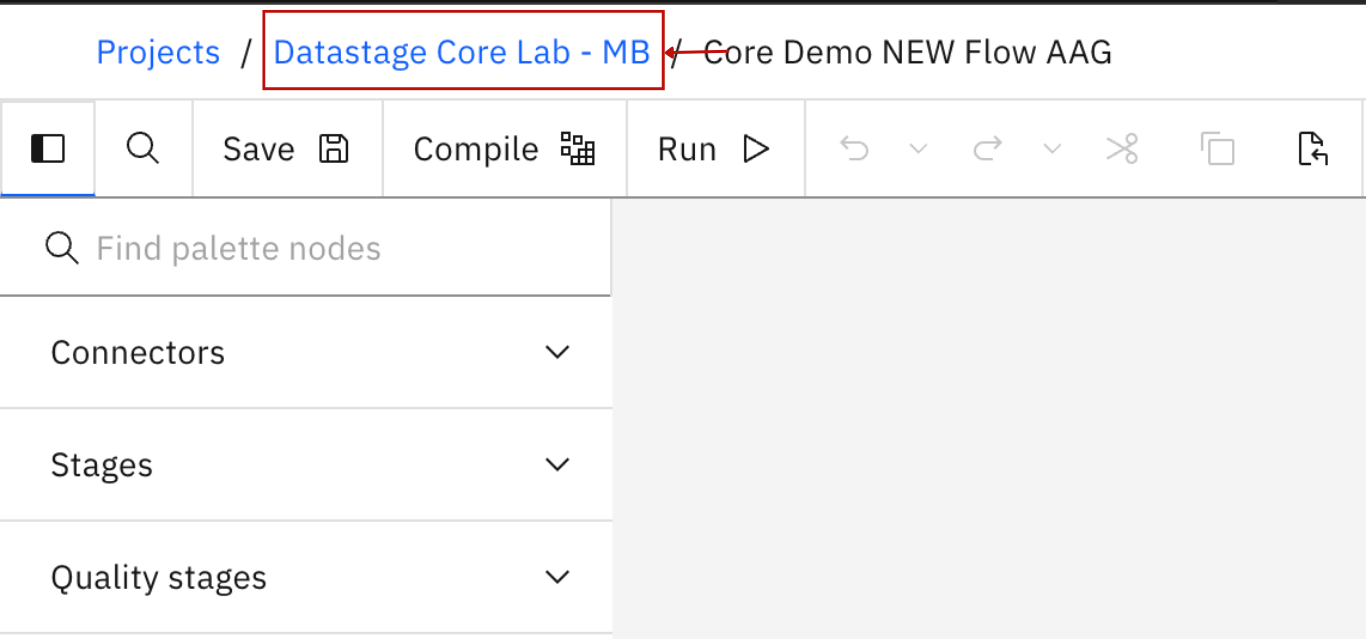 Projects / Datastage Core Lab - MB / Core Demo NEW Flow AAG
Save Compile Run
Find palette nodes
Connectors
Stages
Quality stages